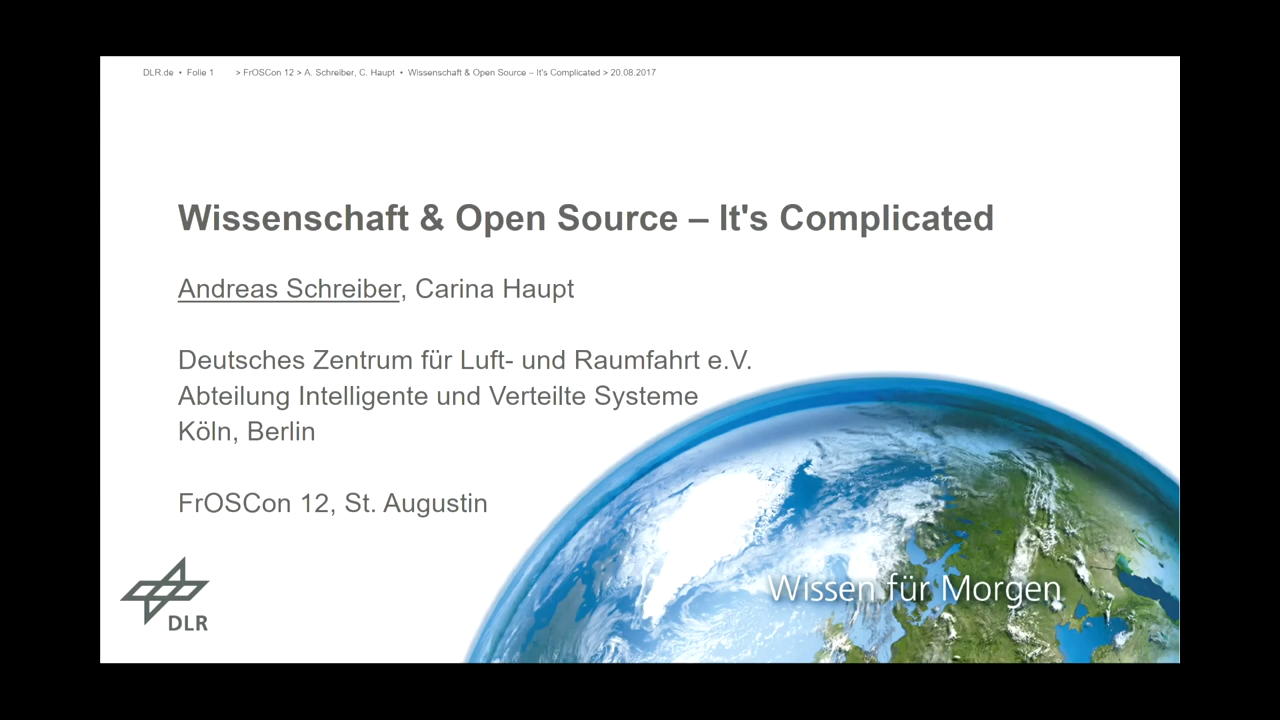 DLR.de • Folie 1 > FrOSCon 12 > A. Schreiber, C. Haupt • Wissenschaft & Open Source – It's Complicated > 20.08.2017
Wissenschaft & Open Source – It's Complicated
Andreas Schreiber, Carina Haupt
Deutsches Zentrum für Luft- und Raumfahrt e.V.
Abteilung Intelligente und Verteilte Systeme
Köln, Berlin
FrOSCon 12, St. Augustin
Wissen für Morgen
DLR